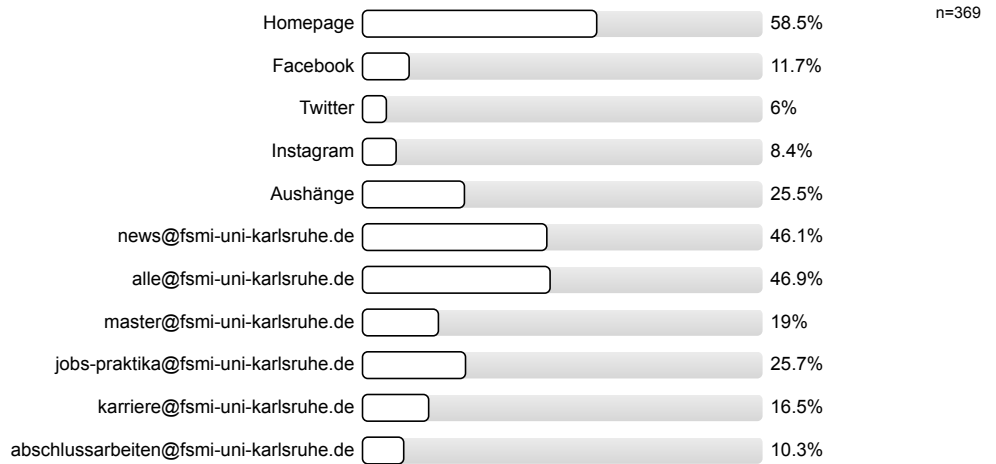 Homepage 58.5% n=369
Facebook 11.7%
Twitter 6%
Instagram 8.4%
Aushänge 25.5%
news@fsmi-uni-karlsruhe.de 46.1%
alle@fsmi-uni-karlsruhe.de 46.9%
master@fsmi-uni-karlsruhe.de 19%
jobs-praktika@fsmi-uni-karlsruhe.de 25.7%
karriere@fsmi-uni-karlsruhe.de 16.5%
abschlussarbeiten@fsmi-uni-karlsruhe.de 10.3%